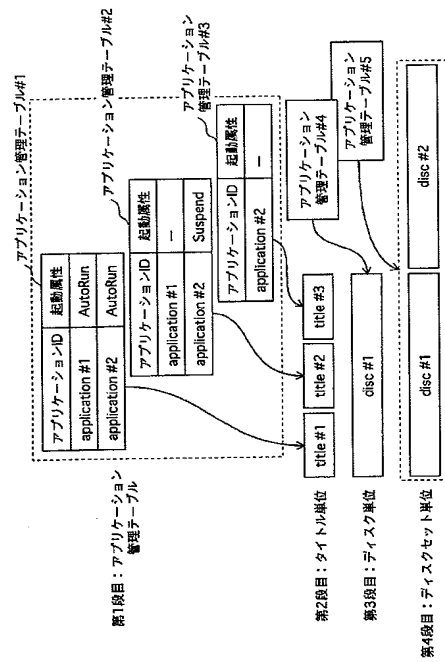 アプリケーション管理テーブル#1
アプリケーション管理テーブル#2
アプリケーション
管理テーブル#3
アプリケーションID 起動属性
application #1 AutoRun
application #2 AutoRun
アプリケーションID 起動属性
application #1 —
application #2 Suspend
アプリケーションID 起動属性
application #2 —
第1段目：アプリケーション
管理テーブル
第2段目：タイトル単位
title #1
title #2
title #3
アプリケーション
管理テーブル#4
第3段目：ディスク単位
disc #1
アプリケーション
管理テーブル#5
第4段目：ディスクセット単位
disc #1
disc #2